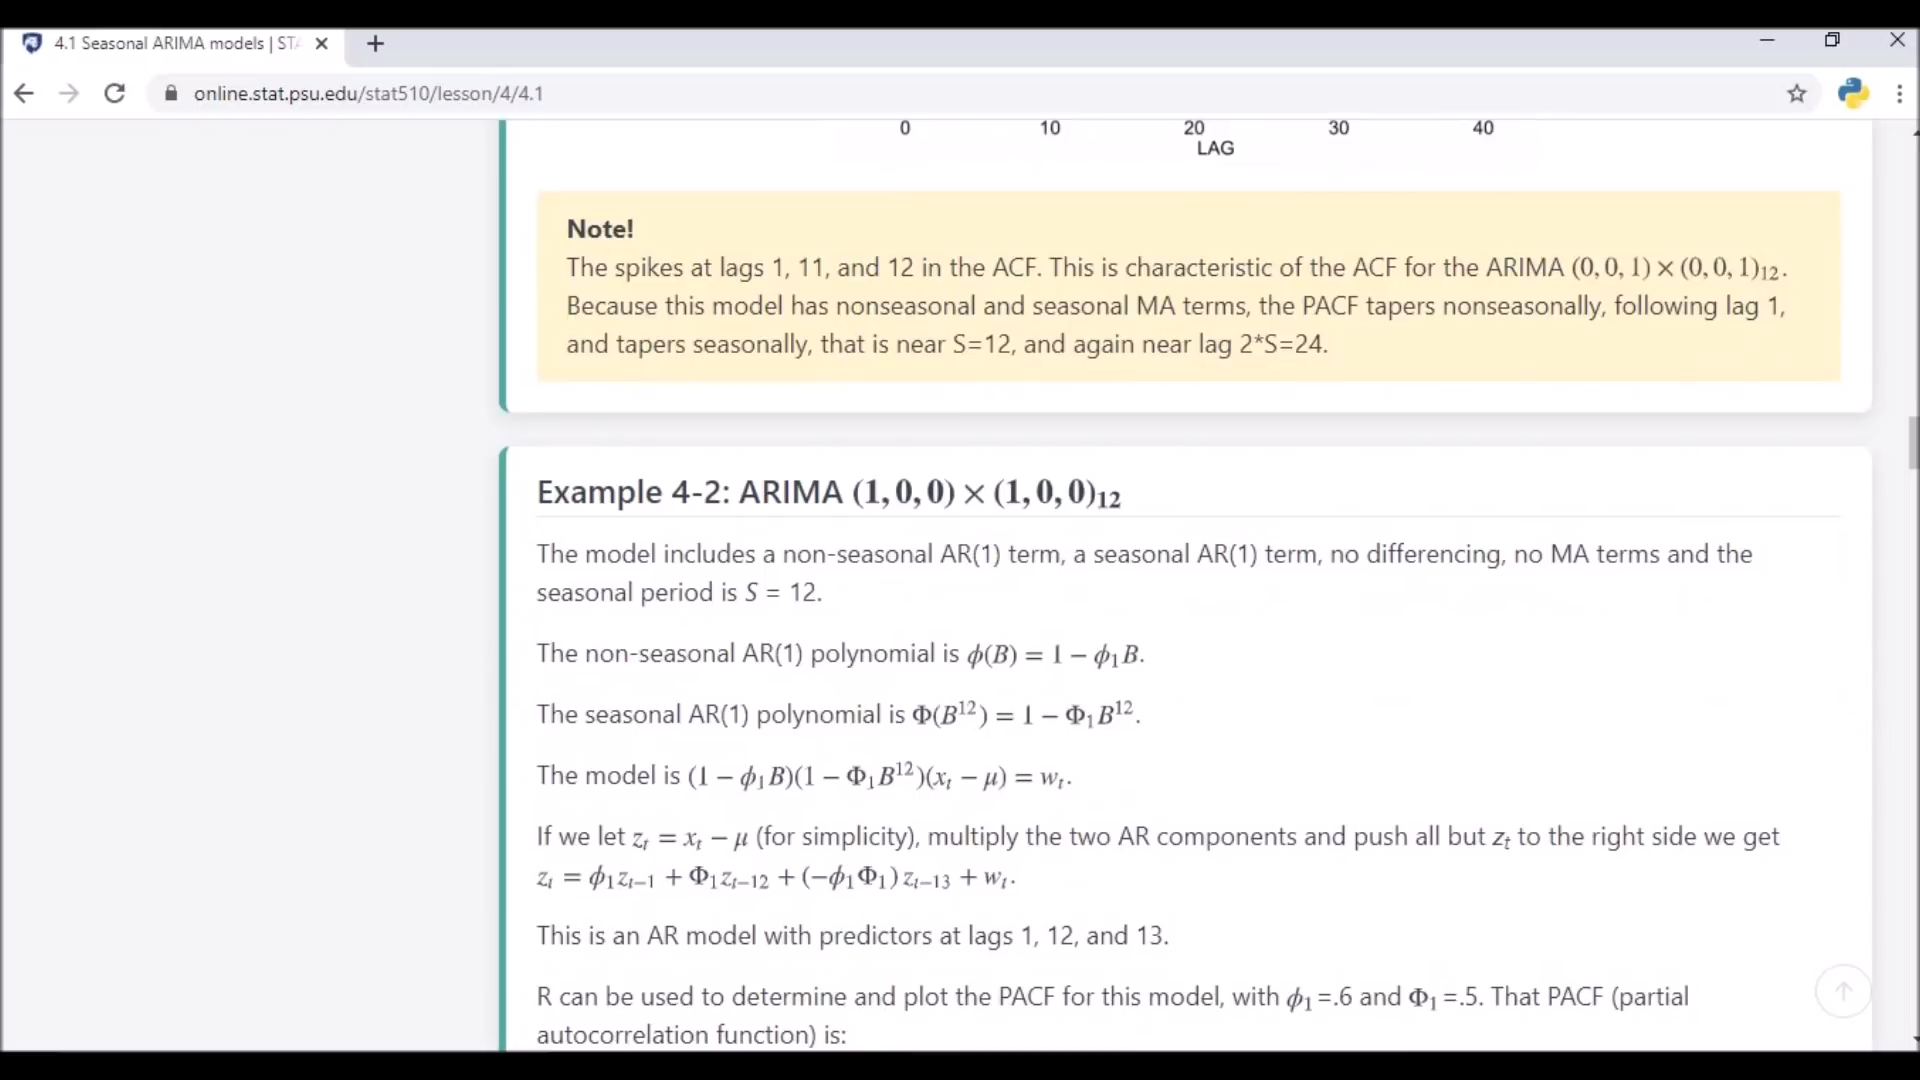 4.1 Seasonal ARIMA models | STA
online.stat.psu.edu/stat510/lesson/4/4.1
0 10 20 30 40
LAG
Note!
The spikes at lags 1, 11, and 12 in the ACF. This is characteristic of the ACF for the ARIMA (0, 0, 1) × (0, 0, 1)₁₂.
Because this model has nonseasonal and seasonal MA terms, the PACF tapers nonseasonally, following lag 1,
and tapers seasonally, that is near S=12, and again near lag 2*S=24.
Example 4-2: ARIMA (1, 0, 0) × (1, 0, 0)₁₂
The model includes a non-seasonal AR(1) term, a seasonal AR(1) term, no differencing, no MA terms and the
seasonal period is S = 12.
The non-seasonal AR(1) polynomial is ϕ(B) = 1 − ϕ₁B.
The seasonal AR(1) polynomial is Φ(B¹²) = 1 − Φ₁B¹².
The model is (1 − ϕ₁B)(1 − Φ₁B¹²)(xₜ − μ) = wₜ.
If we let zₜ = xₜ − μ (for simplicity), multiply the two AR components and push all but zₜ to the right side we get
zₜ = ϕ₁zₜ₋₁ + Φ₁zₜ₋₁₂ + (−ϕ₁Φ₁)zₜ₋₁₃ + wₜ.
This is an AR model with predictors at lags 1, 12, and 13.
R can be used to determine and plot the PACF for this model, with ϕ₁=.6 and Φ₁=.5. That PACF (partial
autocorrelation function) is: